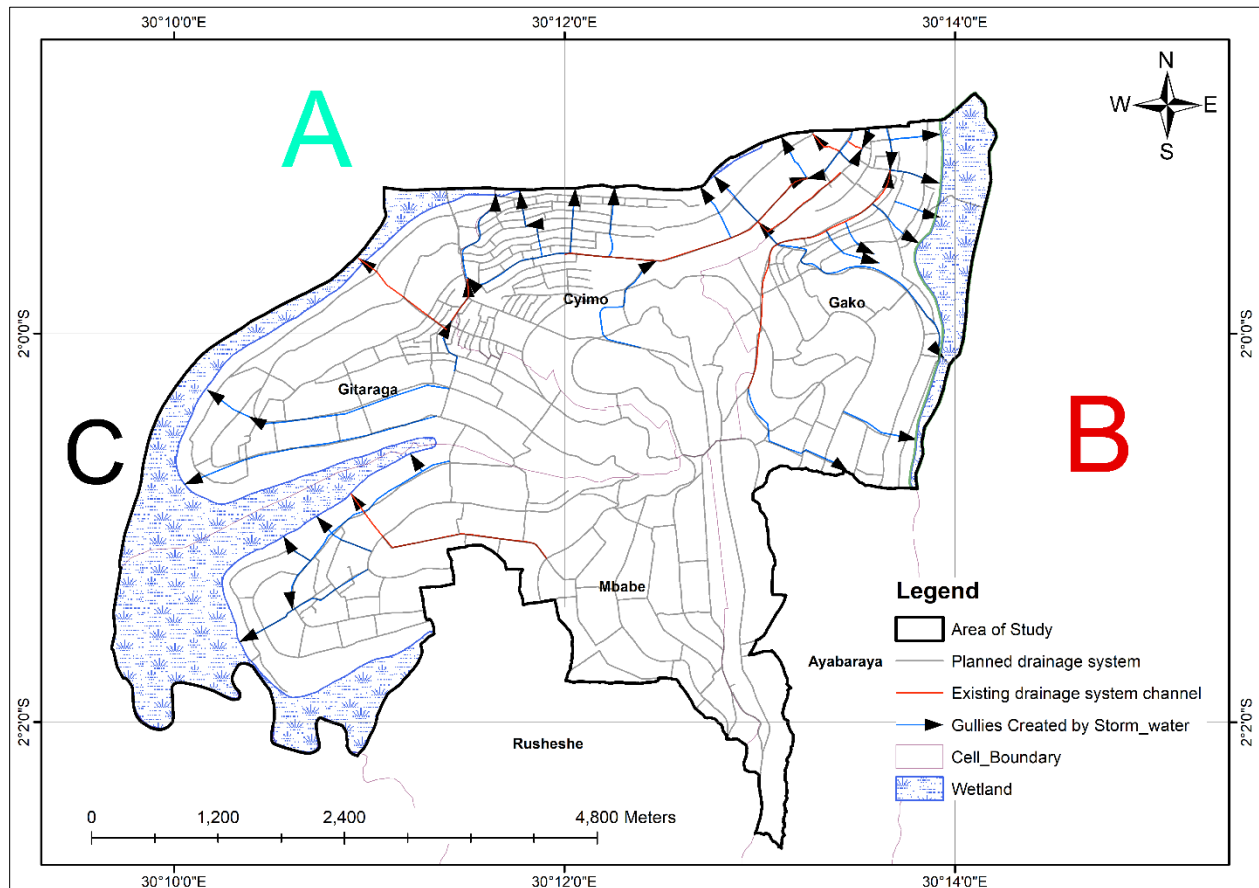 30°10'0"E
30°12'0"E
30°14'0"E
N
W E
S
A
2°0'0"S
2°0'0"S
Cyimo
Gako
Gitaraga
C
B
Mbabe
Ayabaraya
Rusheshe
2°2'0"S
2°2'0"S
Legend
Area of Study
Planned drainage system
Existing drainage system channel
Gullies Created by Storm_water
Cell_Boundary
Wetland
0 1,200 2,400 4,800 Meters
30°10'0"E
30°12'0"E
30°14'0"E